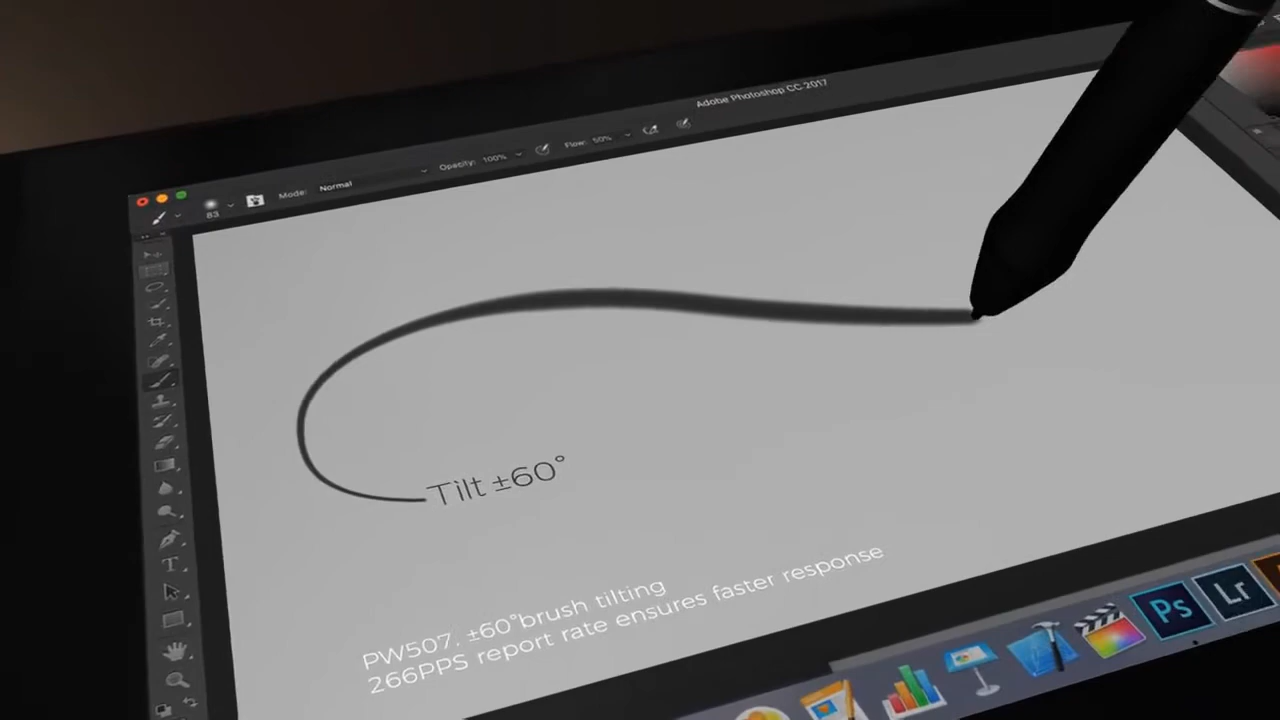 Adobe Photoshop CC 2017
83
Mode: Normal
Opacity: 100%
Flow: 50%
Tilt ±60°
PW507, ±60°brush tilting
266PPS report rate ensures faster response
T
Ps
Lr